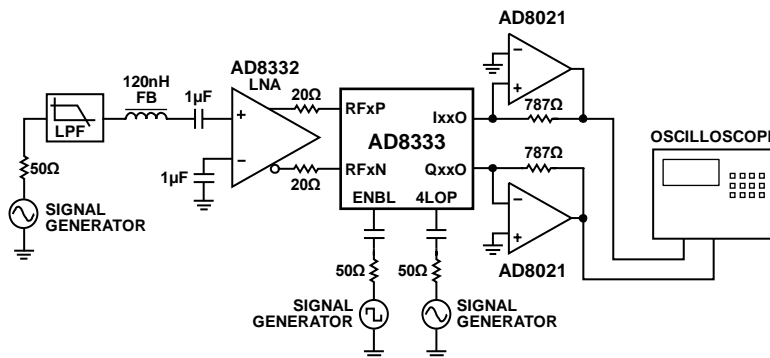 AD8021
120nH
FB
AD8332
LNA
1µF
20Ω
787Ω
LPF
RFxP
IxxO
AD8333
OSCILLOSCOPE
787Ω
50Ω
1µF
20Ω
RFxN
QxxO
ENBL
4LOP
SIGNAL
GENERATOR
AD8021
50Ω
50Ω
SIGNAL
GENERATOR
SIGNAL
GENERATOR